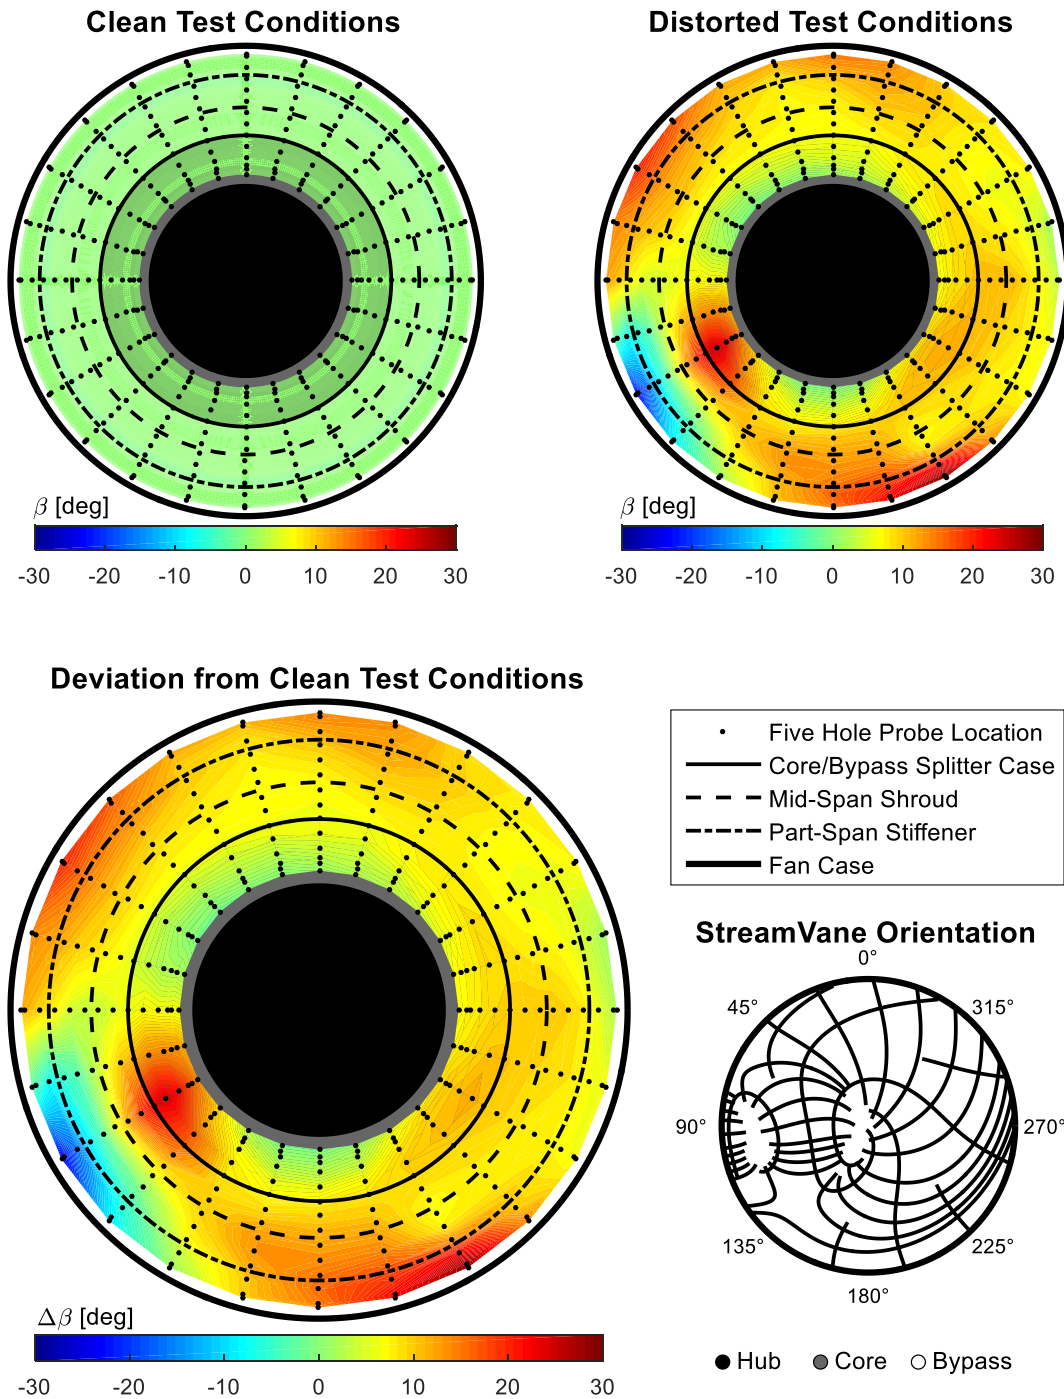 Clean Test Conditions
Distorted Test Conditions
β [deg]
-30 -20 -10 0 10 20 30
β [deg]
-30 -20 -10 0 10 20 30
Deviation from Clean Test Conditions
Five Hole Probe Location
Core/Bypass Splitter Case
Mid-Span Shroud
Part-Span Stiffener
Fan Case
StreamVane Orientation
0°
45° 315°
90° 270°
135° 225°
180°
Δβ [deg]
-30 -20 -10 0 10 20 30
Hub Core Bypass